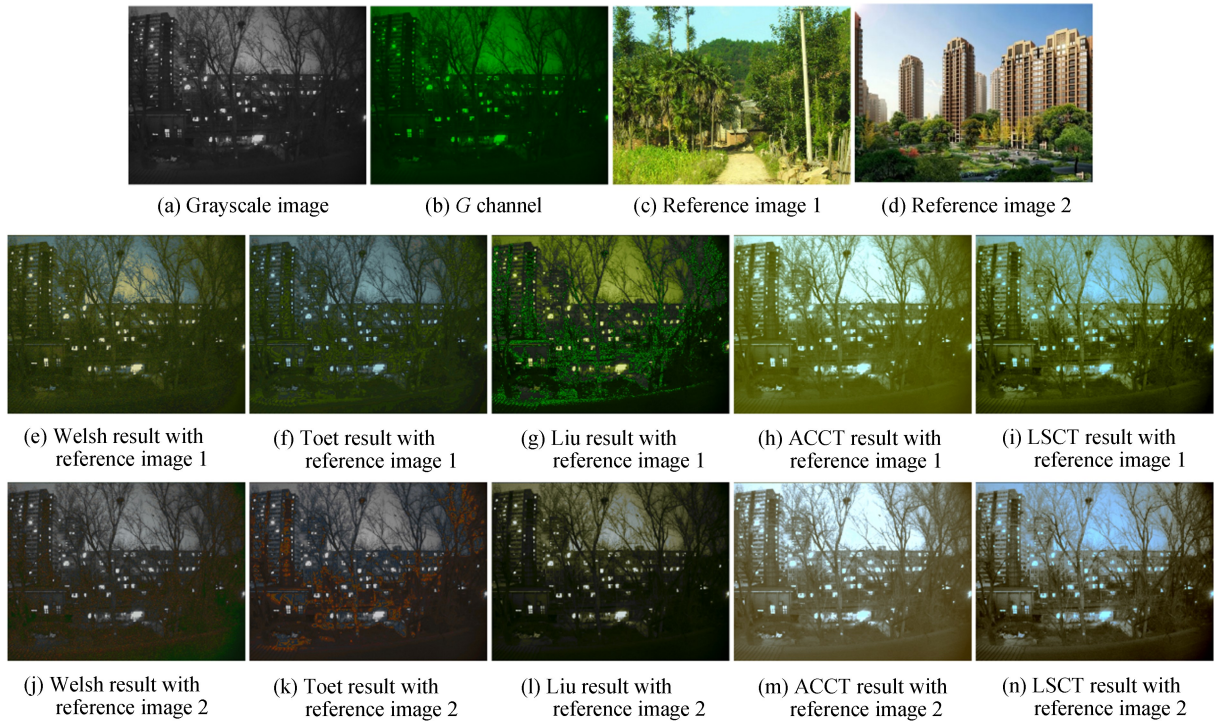 (a) Grayscale image
(b) G channel
(c) Reference image 1
(d) Reference image 2
(e) Welsh result with
reference image 1
(f) Toet result with
reference image 1
(g) Liu result with
reference image 1
(h) ACCT result with
reference image 1
(i) LSCT result with
reference image 1
(j) Welsh result with
reference image 2
(k) Toet result with
reference image 2
(l) Liu result with
reference image 2
(m) ACCT result with
reference image 2
(n) LSCT result with
reference image 2